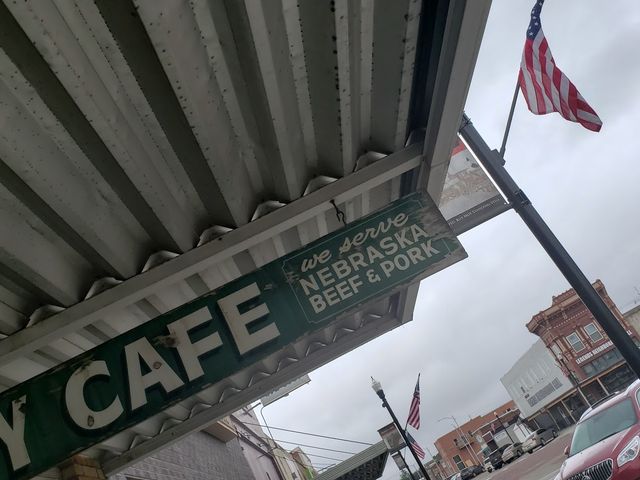 Y CAFE
we serve
NEBRASKA
BEEF & PORK